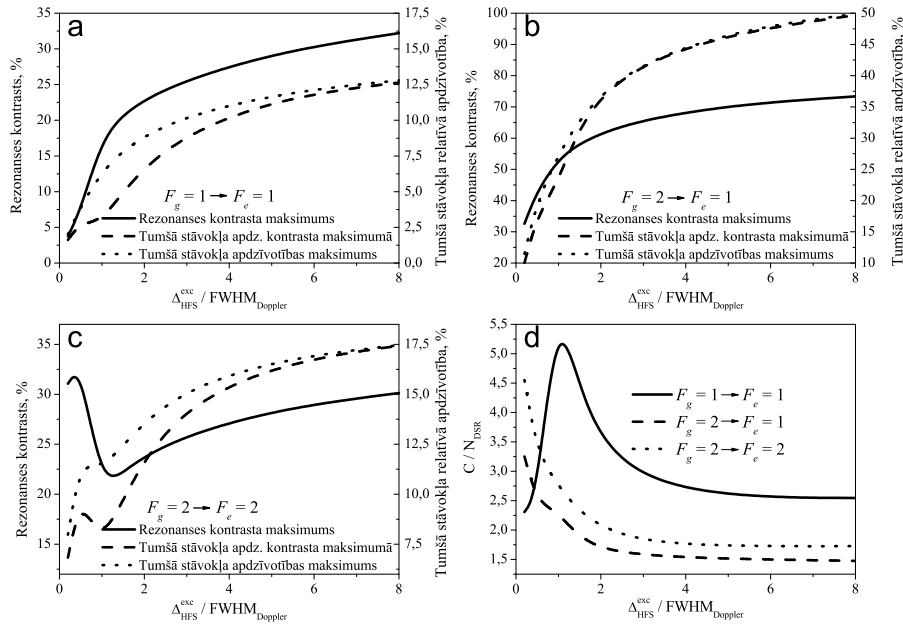 a
35
30
25
20
15
10
5
0
Rezonanses kontrasts, %
17,5
15,0
12,5
10,0
7,5
5,0
2,5
0,0
Tumšā stāvokļa relatīvā apdzīvotība, %
F_g = 1 → F_e = 1
Rezonanses kontrasta maksimums
Tumšā stāvokļa apdz. kontrasta maksimumā
Tumšā stāvokļa apdzīvotības maksimums
0 2 4 6 8
Δ_HFS^exc / FWHM_Doppler
b
100
90
80
70
60
50
40
30
20
Rezonanses kontrasts, %
50
45
40
35
30
25
20
15
10
Tumšā stāvokļa relatīvā apdzīvotība, %
F_g = 2 → F_e = 1
Rezonanses kontrasta maksimums
Tumšā stāvokļa apdz. kontrasta maksimumā
Tumšā stāvokļa apdzīvotības maksimums
0 2 4 6 8
Δ_HFS^exc / FWHM_Doppler
c
35
30
25
20
15
Rezonanses kontrasts, %
17,5
15,0
12,5
10,0
7,5
Tumšā stāvokļa relatīvā apdzīvotība, %
F_g = 2 → F_e = 2
Rezonanses kontrasta maksimums
Tumšā stāvokļa apdz. kontrasta maksimumā
Tumšā stāvokļa apdzīvotības maksimums
0 2 4 6 8
Δ_HFS^exc / FWHM_Doppler
d
5,5
5,0
4,5
4,0
3,5
3,0
2,5
2,0
1,5
C / N_DSR
F_g = 1 → F_e = 1
F_g = 2 → F_e = 1
F_g = 2 → F_e = 2
0 2 4 6 8
Δ_HFS^exc / FWHM_Doppler